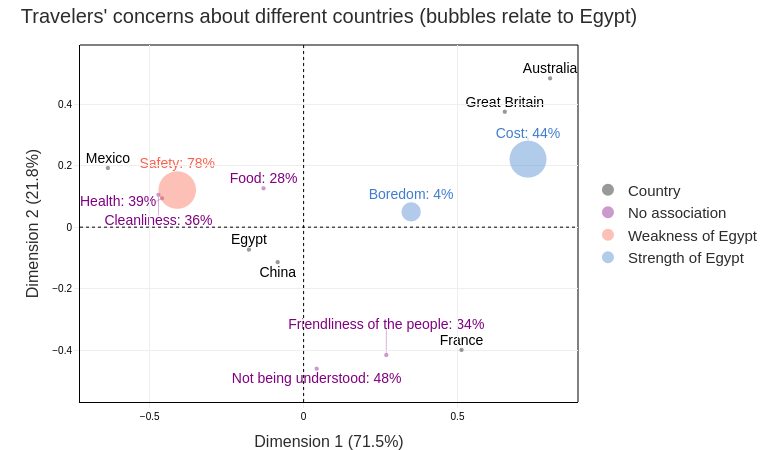 Travelers' concerns about different countries (bubbles relate to Egypt)
Australia
Great Britain
0.4
Cost: 44%
Mexico
Safety: 78%
0.2
Food: 28%
Health: 39%
Boredom: 4%
Cleanliness: 36%
0
Egypt
China
−0.2
Friendliness of the people: 34%
France
−0.4
Not being understood: 48%
−0.5
0
0.5
Dimension 1 (71.5%)
Dimension 2 (21.8%)
Country
No association
Weakness of Egypt
Strength of Egypt